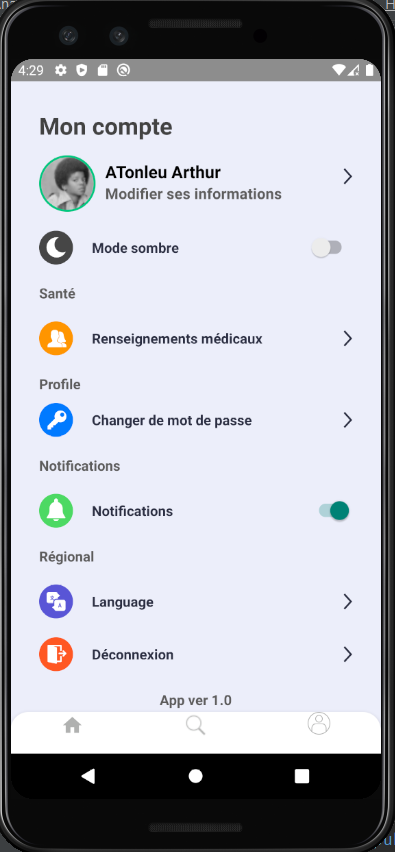 4:29
Mon compte
ATonleu Arthur
Modifier ses informations
Mode sombre
Santé
Renseignements médicaux
Profile
Changer de mot de passe
Notifications
Notifications
Régional
Language
Déconnexion
App ver 1.0